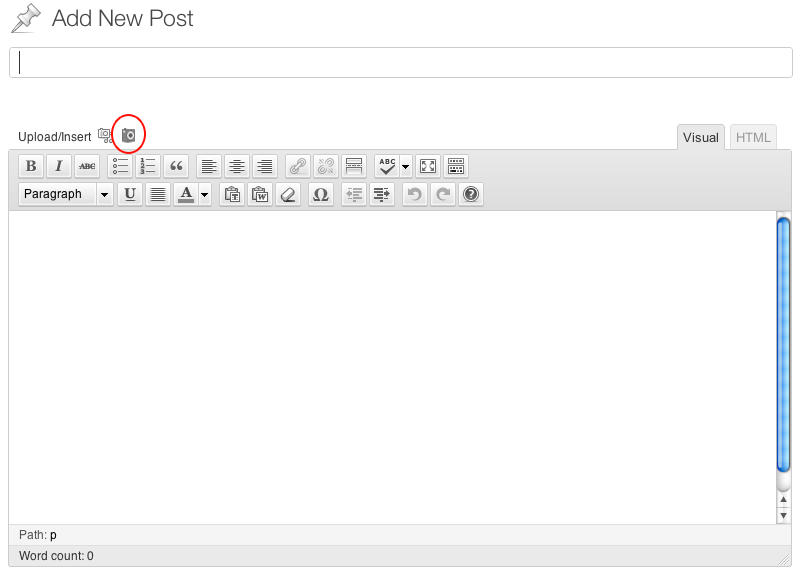 Add New Post
Upload/Insert
Visual HTML
B I ABC ABC
Paragraph U A T W Ω ?
Path: p
Word count: 0